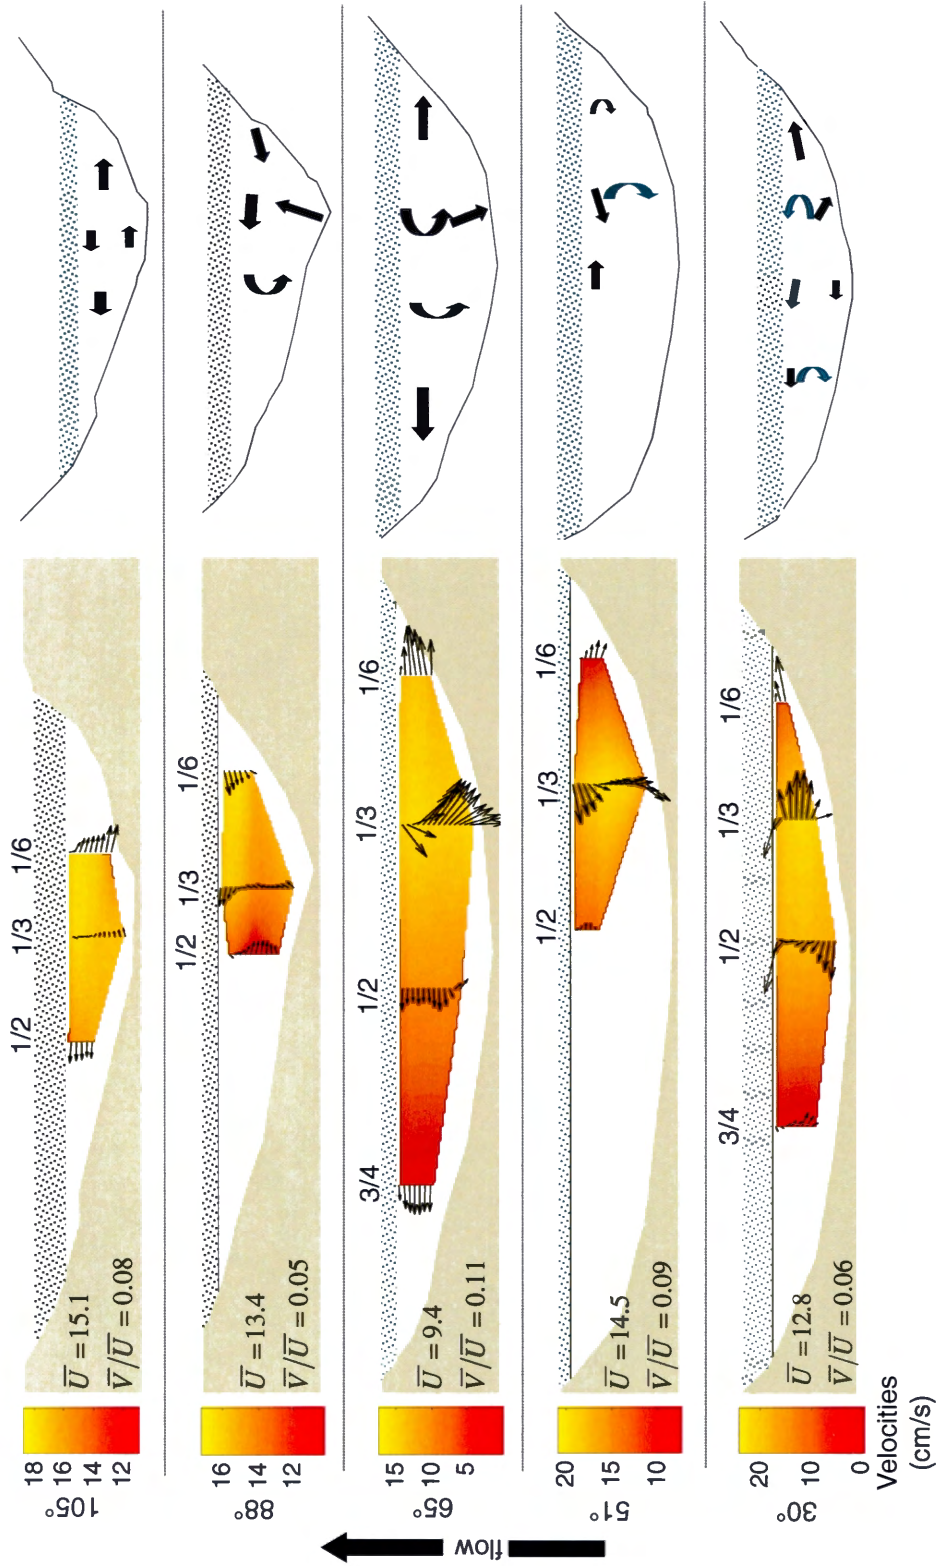 1/2 1/3 1/6
18
16
14
12
105°
U̅ =15.1
V̅/U̅ = 0.08
1/2 1/3 1/6
16
14
12
88°
U̅ =13.4
V̅/U̅ = 0.05
3/4 1/2 1/3 1/6
15
10
5
65°
U̅ =9.4
V̅/U̅ = 0.11
1/2 1/3 1/6
20
15
10
51°
U̅ =14.5
V̅/U̅ = 0.09
3/4 1/2 1/3 1/6
20
10
0
30°
U̅ =12.8
V̅/U̅ = 0.06
Velocities
(cm/s)
flow